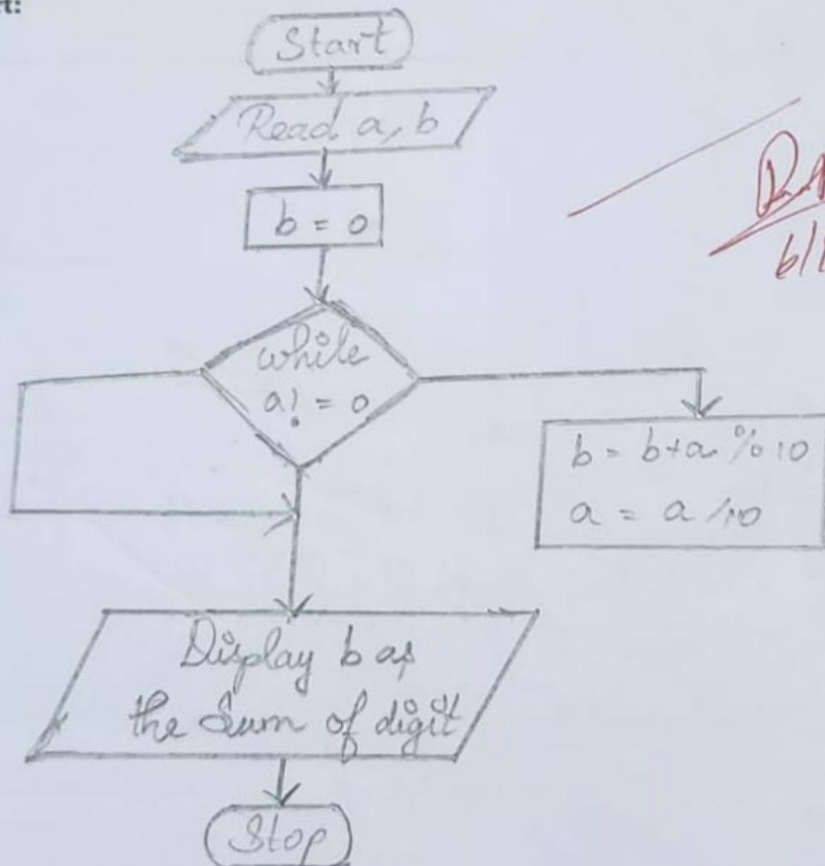 Start
Read a, b
b = 0
while
a! = 0
b = b+a % 10
a = a /10
Display b as
the Sum of digit
Stop